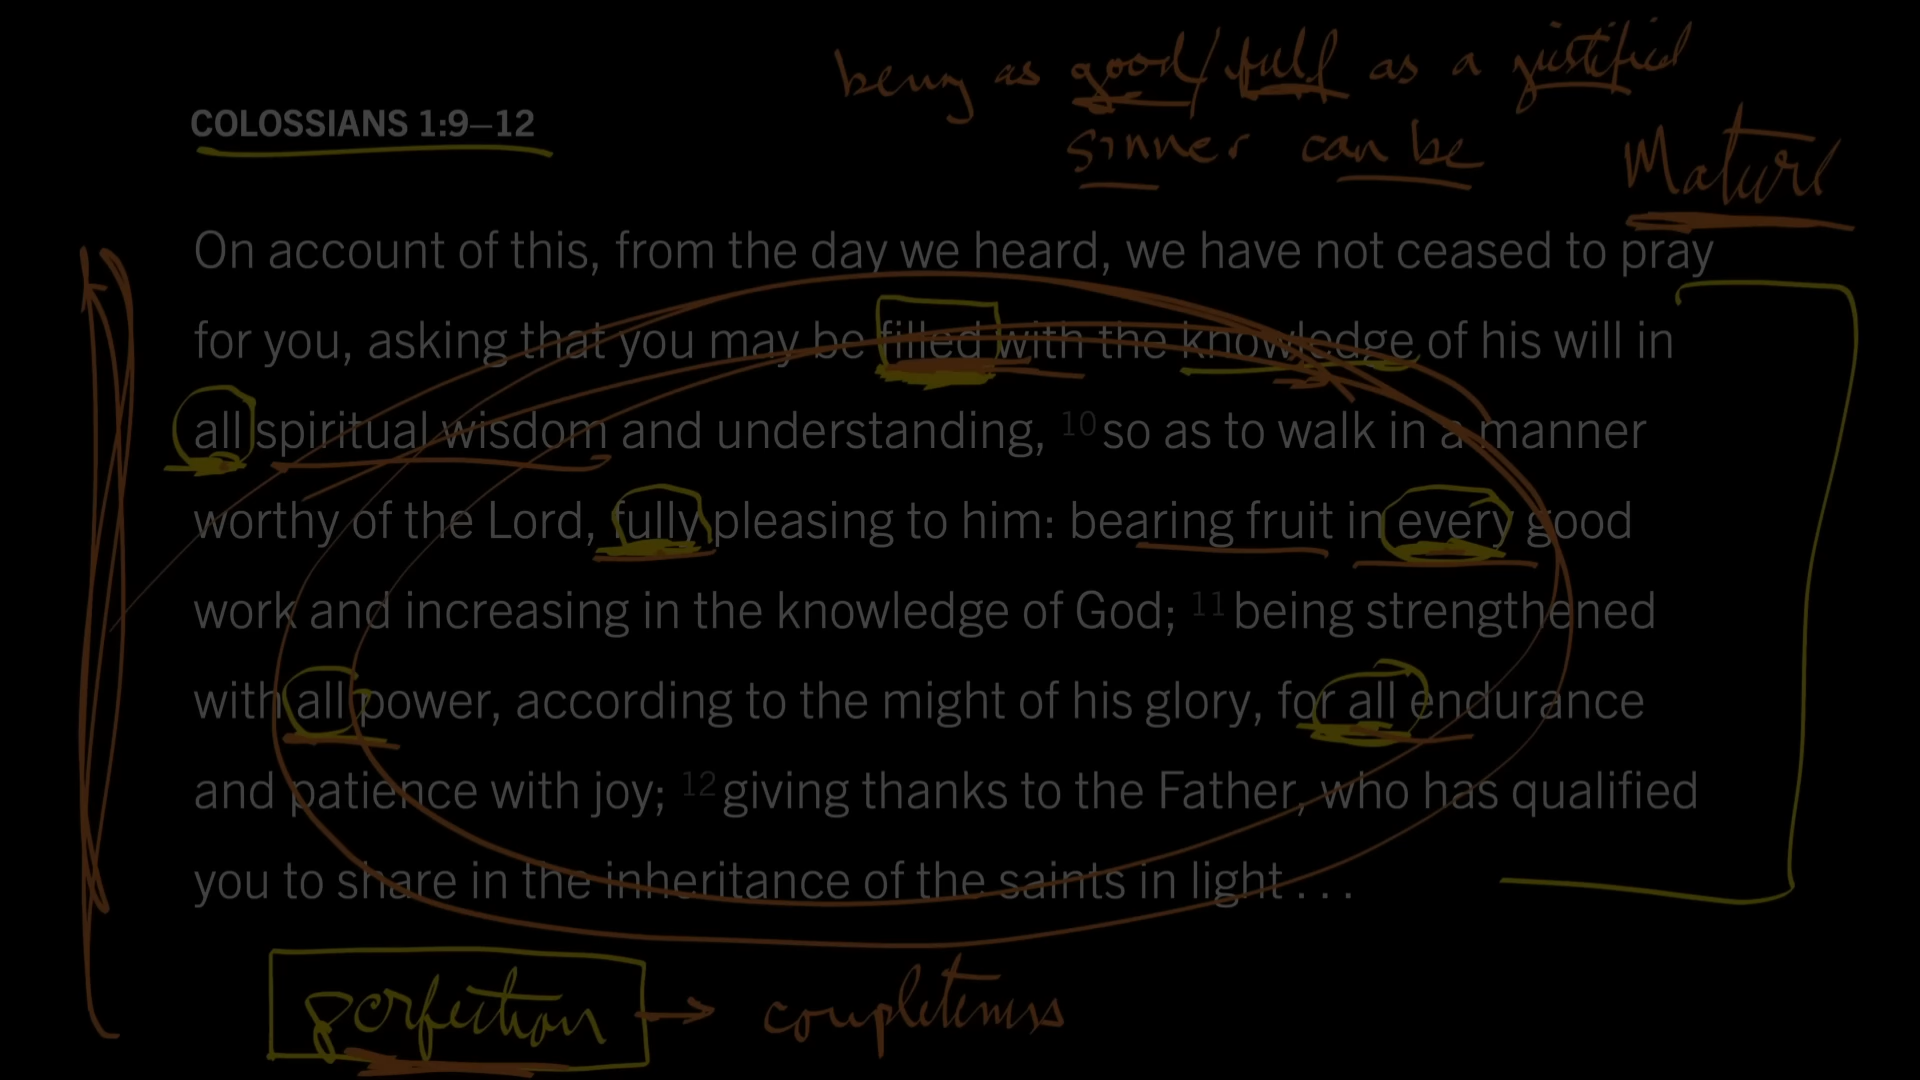 being as good/full as a justified
sinner can be
Mature
COLOSSIANS 1:9–12
On account of this, from the day we heard, we have not ceased to pray
for you, asking that you may be filled with the knowledge of his will in
all spiritual wisdom and understanding, 10 so as to walk in a manner
worthy of the Lord, fully pleasing to him: bearing fruit in every good
work and increasing in the knowledge of God; 11 being strengthened
with all power, according to the might of his glory, for all endurance
and patience with joy; 12 giving thanks to the Father, who has qualified
you to share in the inheritance of the saints in light . . .
perfection → completeness